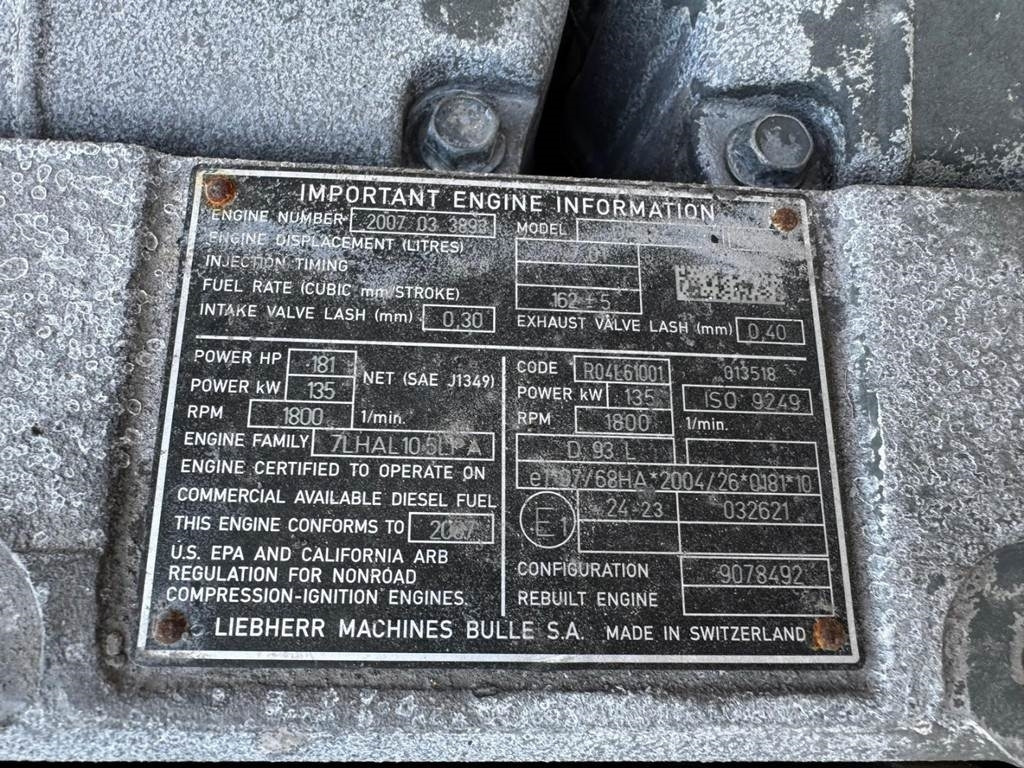 IMPORTANT ENGINE INFORMATION
ENGINE NUMBER 2007 03 3893 MODEL
ENGINE DISPLACEMENT (LITRES)
INJECTION TIMING
FUEL RATE (CUBIC mm/STROKE) 162 ± 5
INTAKE VALVE LASH (mm) 0,30 EXHAUST VALVE LASH (mm) 0,40
POWER HP 181
POWER kW 135 NET (SAE J1349)
RPM 1800 1/min.
ENGINE FAMILY
ENGINE CERTIFIED TO OPERATE ON
COMMERCIAL AVAILABLE DIESEL FUEL
THIS ENGINE CONFORMS TO 2007
U.S. EPA AND CALIFORNIA ARB
REGULATION FOR NONROAD
COMPRESSION-IGNITION ENGINES.
CODE R04L61001 013518
POWER kW 135 ISO 9249
RPM 1800 1/min.
D 93 L
e1*97/68HA*2004/26*0181*10
E1 24-23 032621
CONFIGURATION 9078492
REBUILT ENGINE
LIEBHERR MACHINES BULLE S.A. MADE IN SWITZERLAND